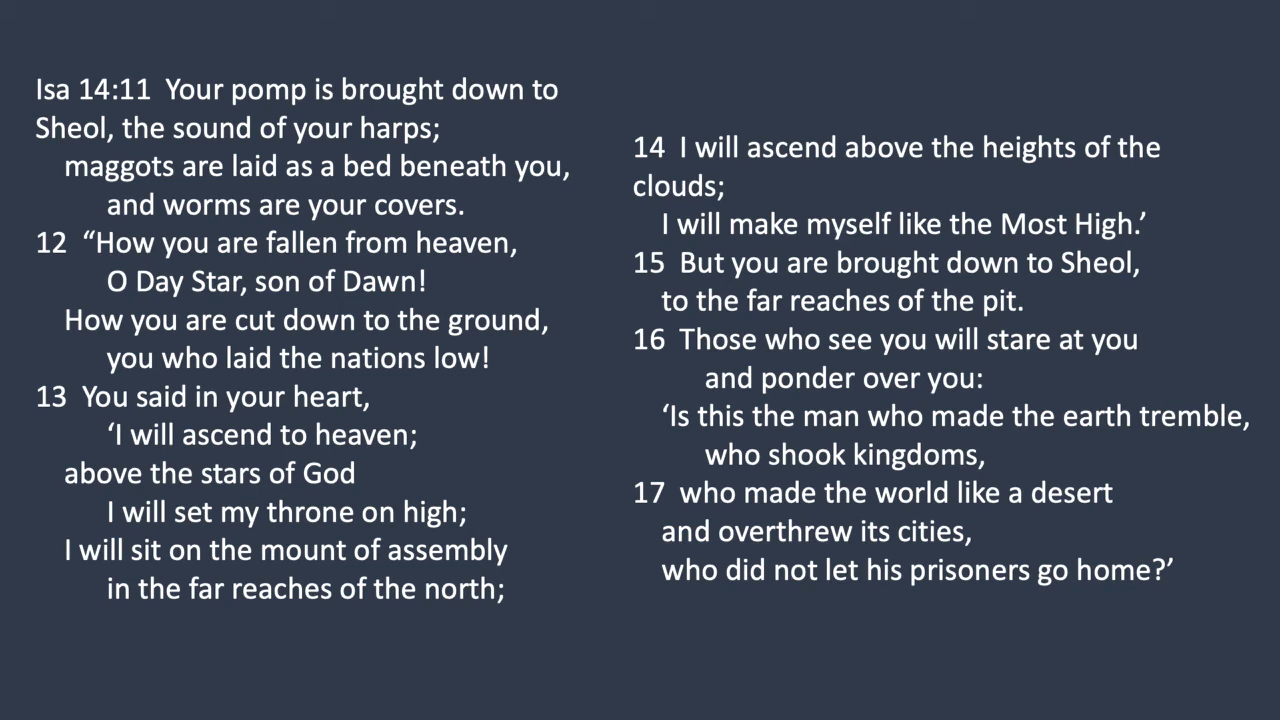 Isa 14:11  Your pomp is brought down to
Sheol, the sound of your harps;
maggots are laid as a bed beneath you,
and worms are your covers.
12  “How you are fallen from heaven,
O Day Star, son of Dawn!
How you are cut down to the ground,
you who laid the nations low!
13  You said in your heart,
‘I will ascend to heaven;
above the stars of God
I will set my throne on high;
I will sit on the mount of assembly
in the far reaches of the north;
14  I will ascend above the heights of the
clouds;
I will make myself like the Most High.’
15  But you are brought down to Sheol,
to the far reaches of the pit.
16  Those who see you will stare at you
and ponder over you:
‘Is this the man who made the earth tremble,
who shook kingdoms,
17  who made the world like a desert
and overthrew its cities,
who did not let his prisoners go home?’